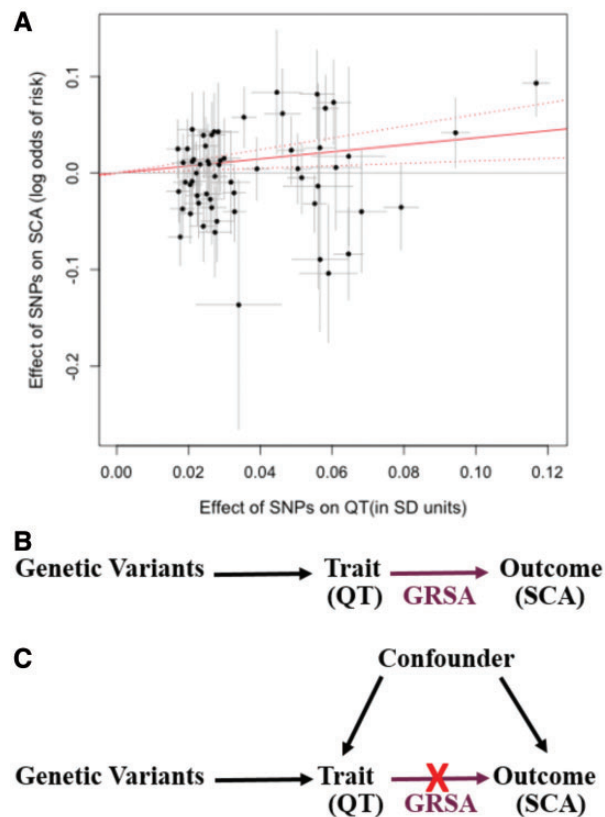 A
Effect of SNPs on SCA (log odds of risk)
0.1
0.0
-0.1
-0.2
0.00 0.02 0.04 0.06 0.08 0.10 0.12
Effect of SNPs on QT(in SD units)
B
Genetic Variants Trait Outcome
(QT) GRSA (SCA)
C
Confounder
Genetic Variants Trait X Outcome
(QT) GRSA (SCA)